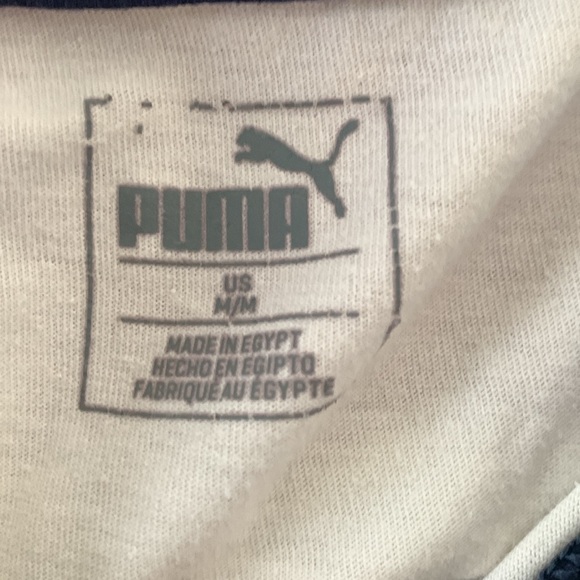 PUMA
US
M/M
MADE IN EGYPT
HECHO EN EGIPTO
FABRIQUÉ AU ÉGYPTE